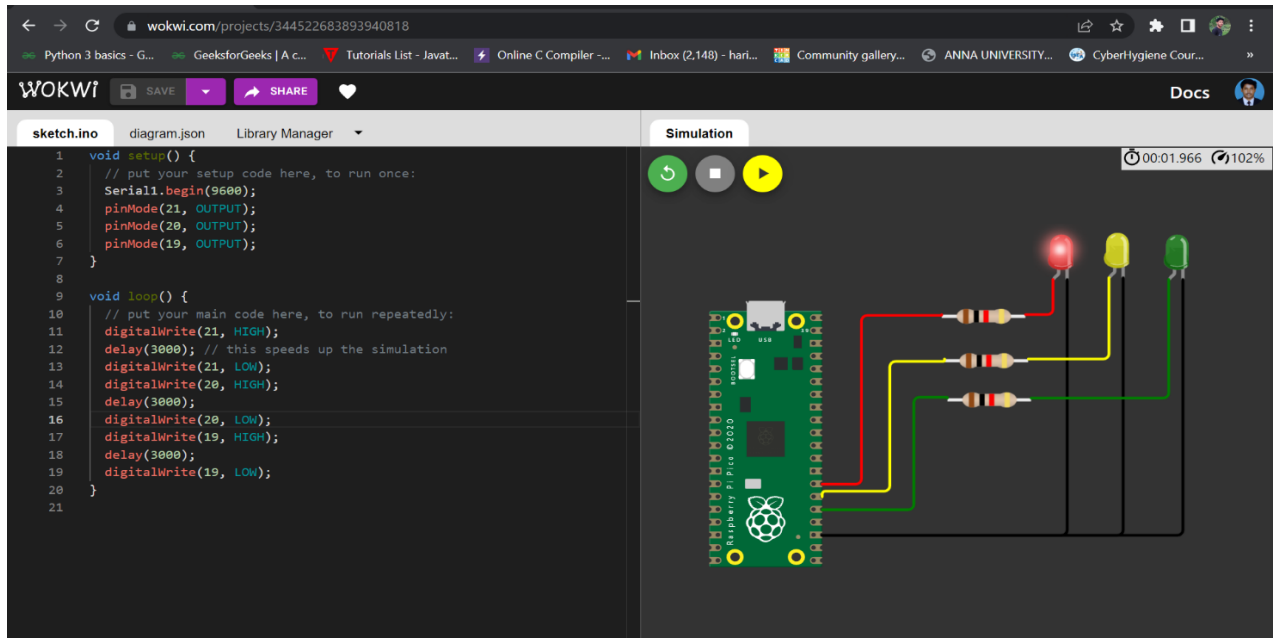 wokwi.com/projects/344522683893940818
Python 3 basics - G... GeeksforGeeks | A c... Tutorials List - Javat... Online C Compiler -... Inbox (2,148) - hari... Community gallery... ANNA UNIVERSITY... CyberHygiene Cour... »
WOKWi SAVE SHARE Docs
sketch.ino diagram.json Library Manager
Simulation
00:01.966 102%
1 void setup() {
2 // put your setup code here, to run once:
3 Serial1.begin(9600);
4 pinMode(21, OUTPUT);
5 pinMode(20, OUTPUT);
6 pinMode(19, OUTPUT);
7 }
8
9 void loop() {
10 // put your main code here, to run repeatedly:
11 digitalWrite(21, HIGH);
12 delay(3000); // this speeds up the simulation
13 digitalWrite(21, LOW);
14 digitalWrite(20, HIGH);
15 delay(3000);
16 digitalWrite(20, LOW);
17 digitalWrite(19, HIGH);
18 delay(3000);
19 digitalWrite(19, LOW);
20 }
21
LED USB
BOOTSEL
Raspberry Pi Pico ©2020